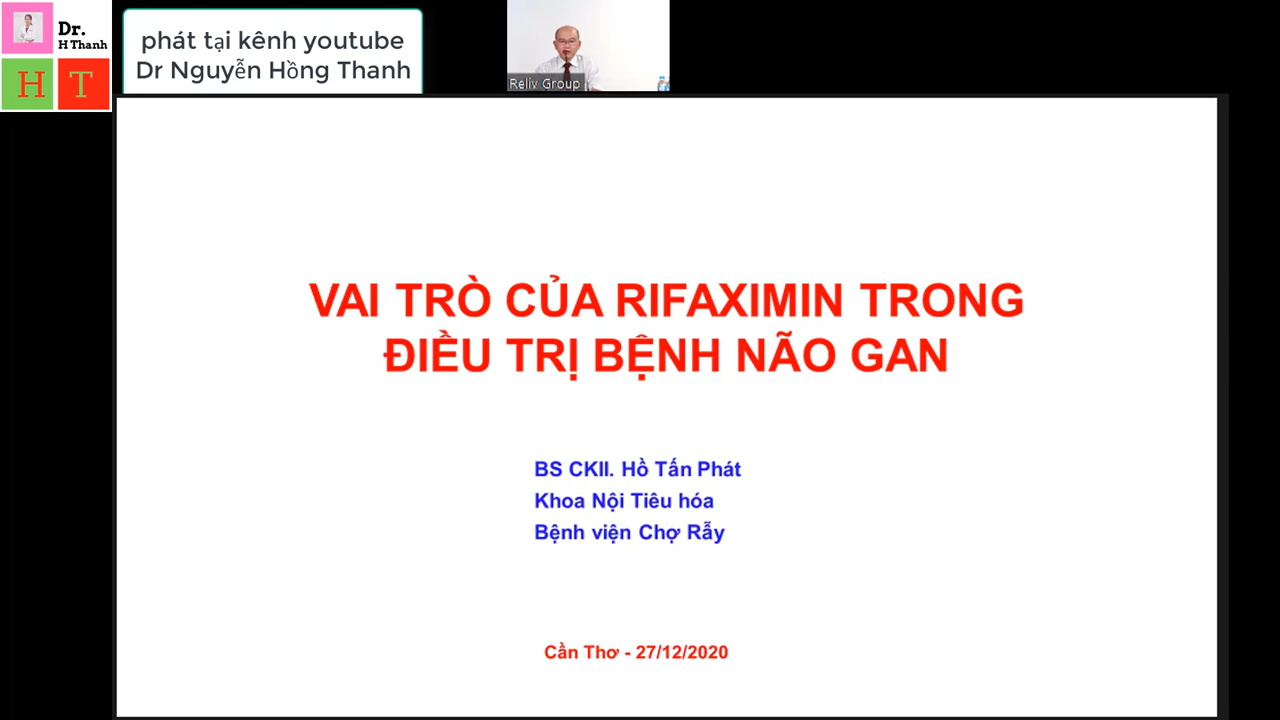 Dr.
H Thanh
H T
phát tại kênh youtube
Dr Nguyễn Hồng Thanh
Reliv Group
VAI TRÒ CỦA RIFAXIMIN TRONG
ĐIỀU TRỊ BỆNH NÃO GAN
BS CKII. Hồ Tấn Phát
Khoa Nội Tiêu hóa
Bệnh viện Chợ Rẫy
Cần Thơ - 27/12/2020